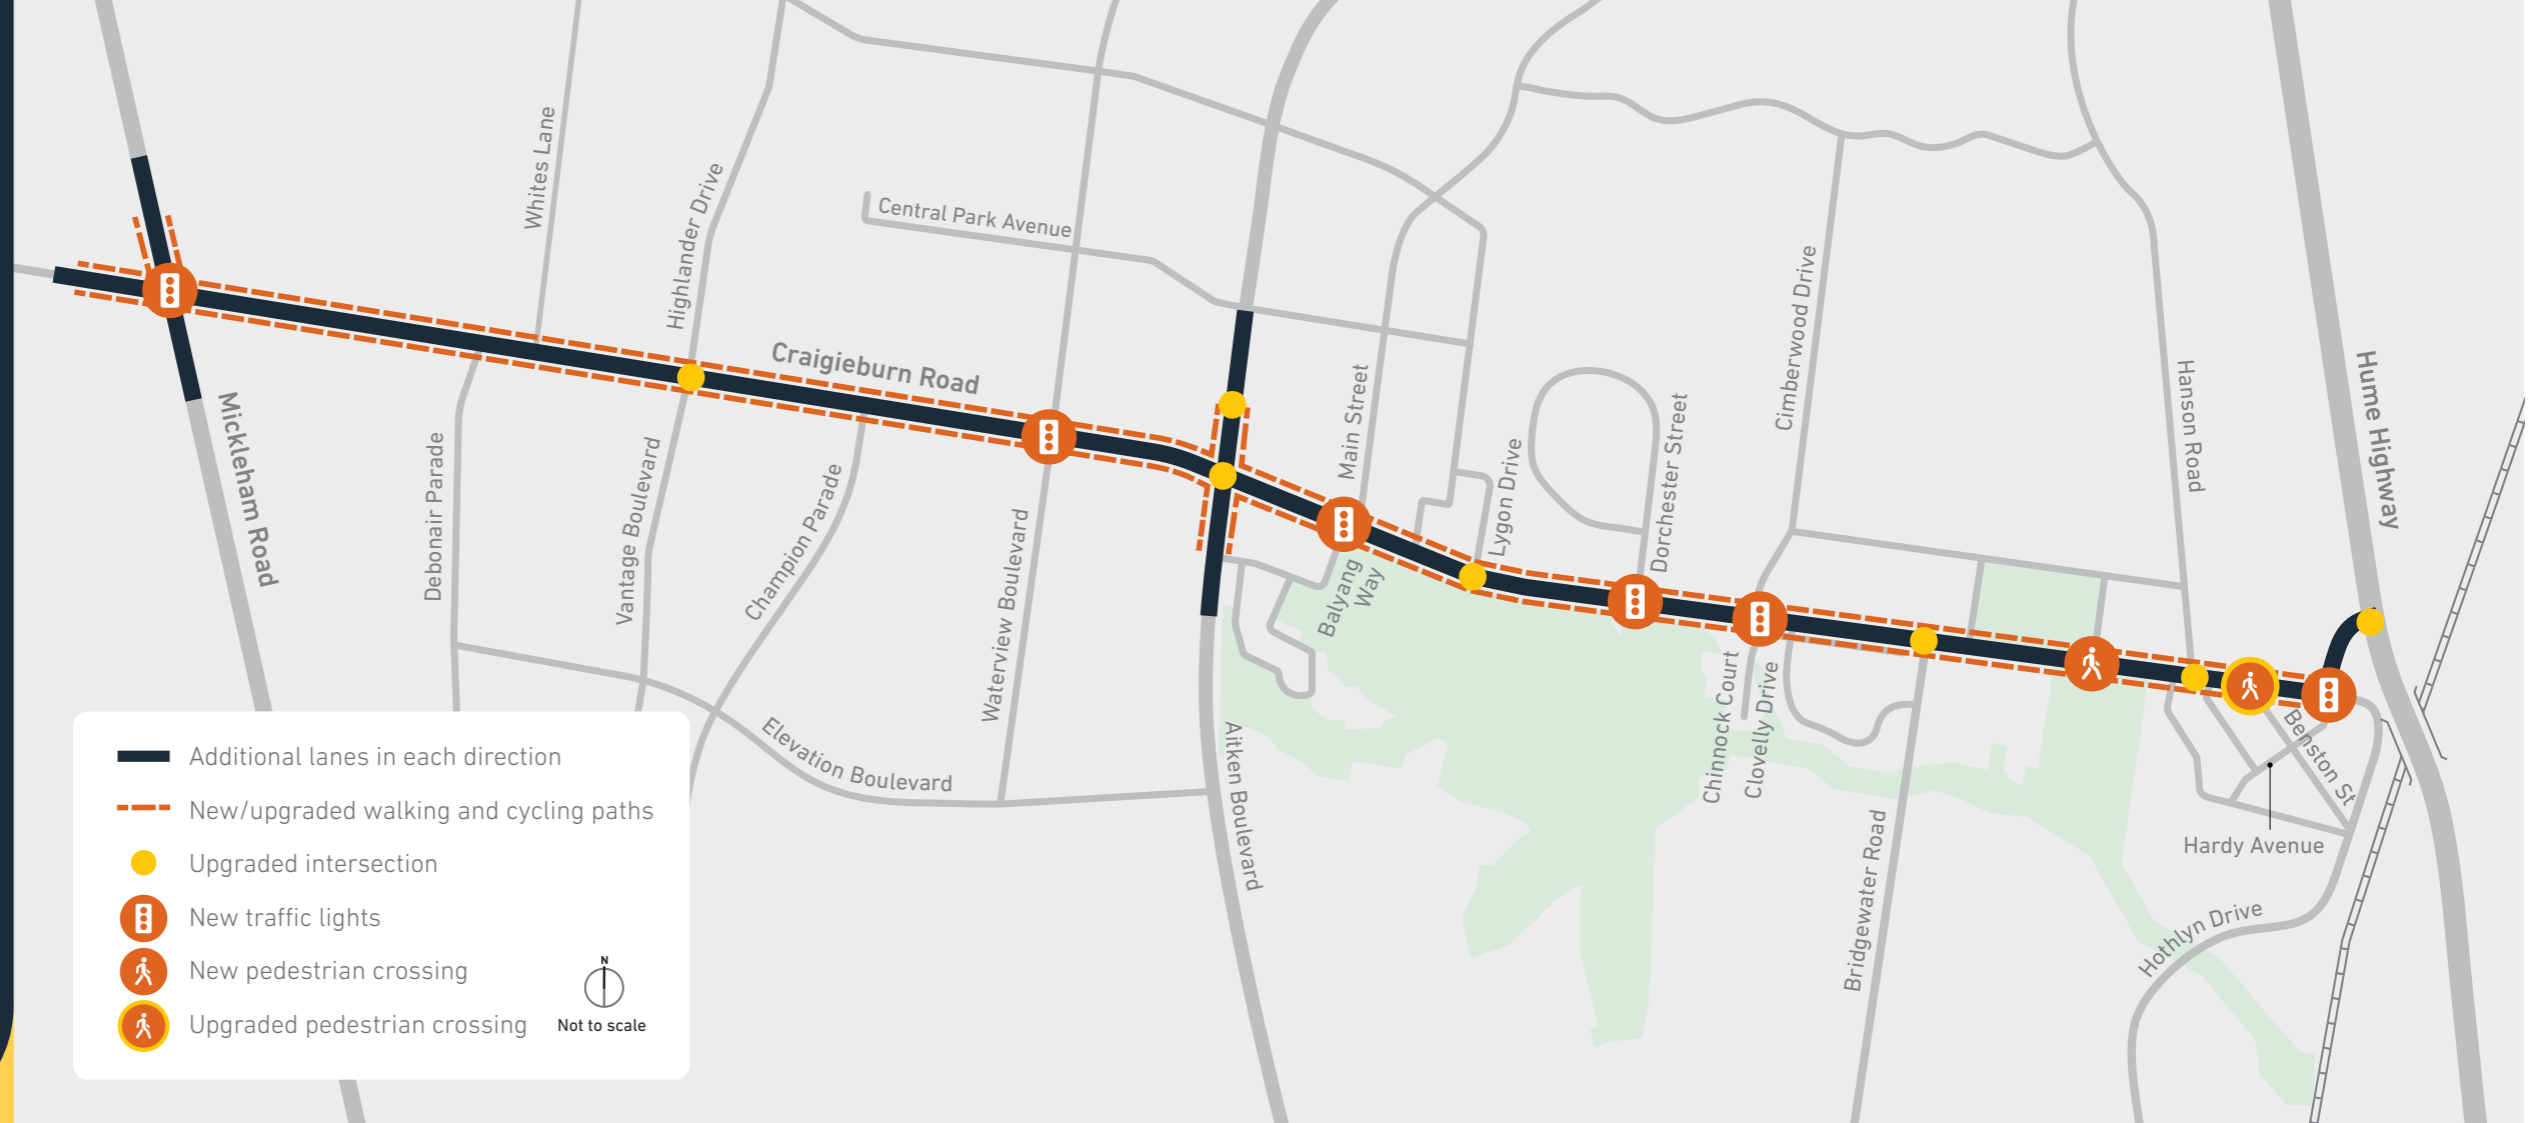 Whites Lane
Highlander Drive
Central Park Avenue
Craigieburn Road
Mickleham Road
Debonair Parade
Vantage Boulevard
Champion Parade
Waterview Boulevard
Elevation Boulevard
Aitken Boulevard
Main Street
Balyang
Way
Lygon Drive
Dorchester Street
Cimberwood Drive
Chinnock Court
Clovelly Drive
Bridgewater Road
Hanson Road
Hume Highway
Benston St
Hardy Avenue
Hothlyn Drive
Additional lanes in each direction
New/upgraded walking and cycling paths
Upgraded intersection
New traffic lights
New pedestrian crossing
Upgraded pedestrian crossing
N
Not to scale